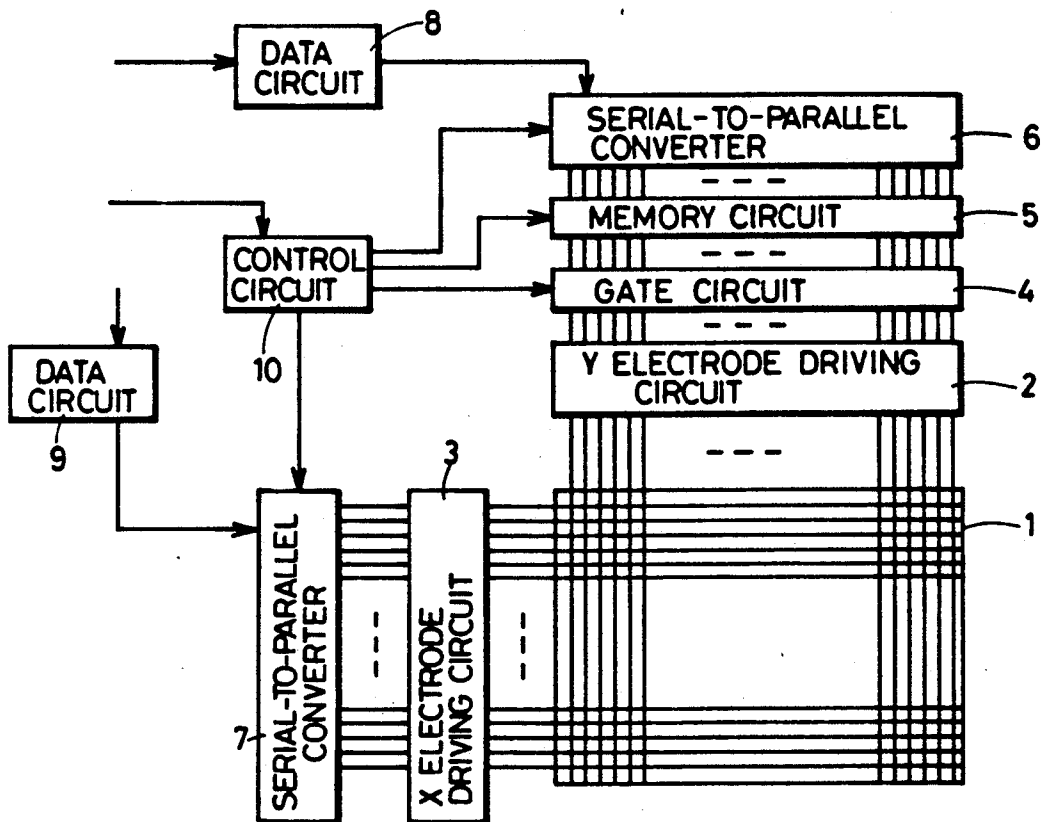 8
DATA
CIRCUIT
SERIAL-TO-PARALLEL
CONVERTER
6
MEMORY CIRCUIT
5
CONTROL
CIRCUIT
10
GATE CIRCUIT
4
DATA
CIRCUIT
9
Y ELECTRODE DRIVING
CIRCUIT
2
3
1
7
SERIAL-TO-PARALLEL
CONVERTER
X ELECTRODE
DRIVING CIRCUIT